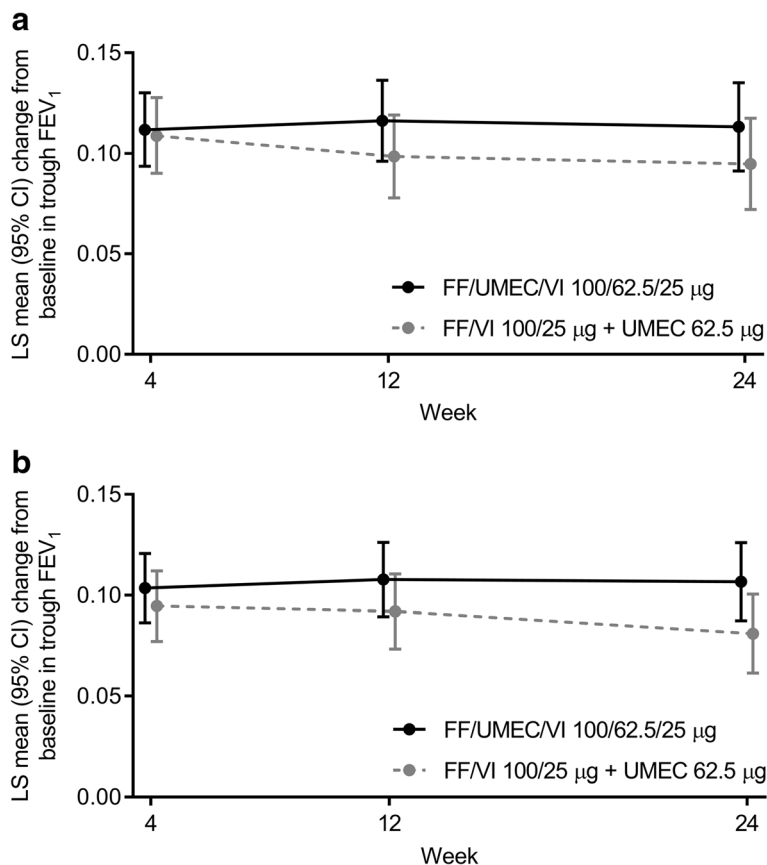 a
LS mean (95% CI) change from
baseline in trough FEV1
0.15
0.10
0.05
0.00
FF/UMEC/VI 100/62.5/25 μg
FF/VI 100/25 μg + UMEC 62.5 μg
4
12
24
Week
b
LS mean (95% CI) change from
baseline in trough FEV1
0.15
0.10
0.05
0.00
FF/UMEC/VI 100/62.5/25 μg
FF/VI 100/25 μg + UMEC 62.5 μg
4
12
24
Week